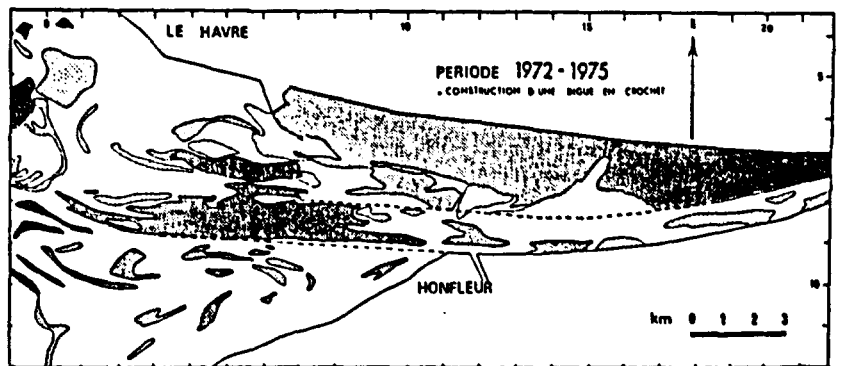 10 15 20
LE HAVRE
PERIODE 1972-1975
. CONSTRUCTION D'UNE DIGUE EN CROCHET
5
10
HONFLEUR
km 0 1 2 3